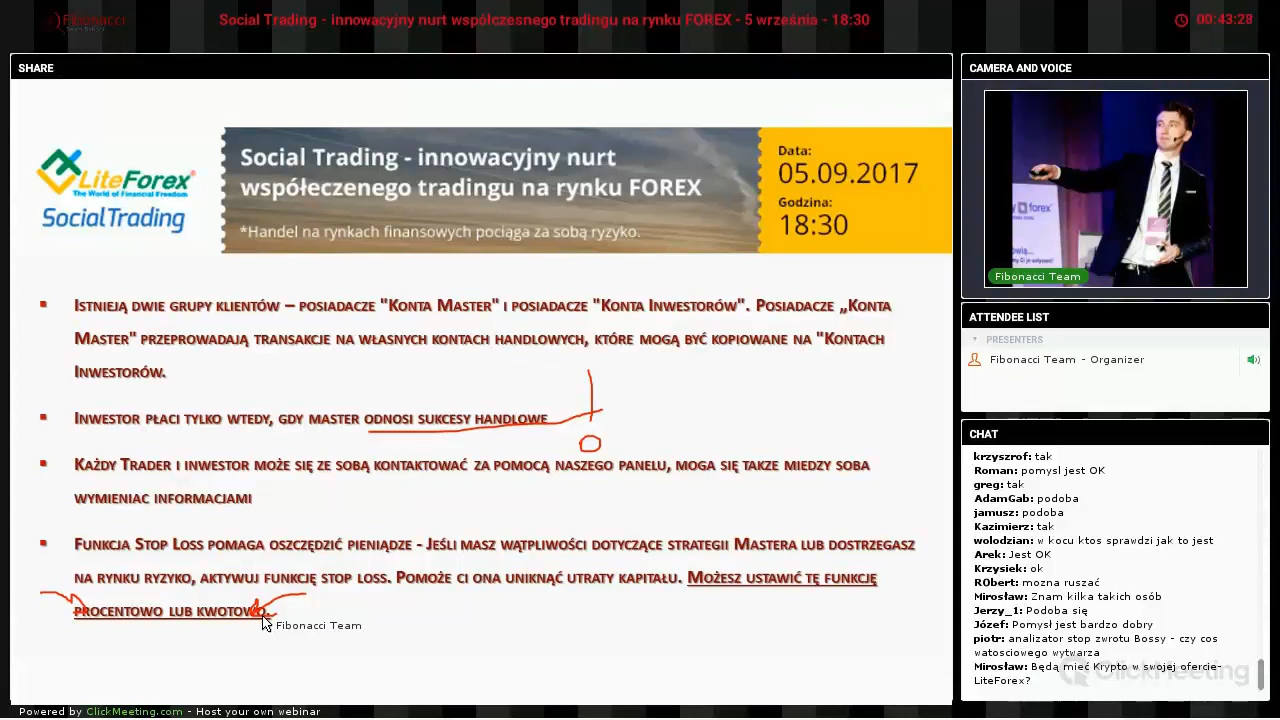 Fibonacci
Social Trading - innowacyjny nurt współczesnego tradingu na rynku FOREX - 5 września - 18:30
00:43:28
SHARE
LiteForex
The World of Financial Freedom.
Social Trading
Social Trading - innowacyjny nurt
współczenego tradingu na rynku FOREX
*Handel na rynkach finansowych pociąga za sobą ryzyko.
Data:
05.09.2017
Godzina:
18:30
Istnieją dwie grupy klientów – posiadacze "Konta Master" i posiadacze "Konta Inwestorów". Posiadacze „Konta
Master" przeprowadają transakcje na własnych kontach handlowych, które mogą być kopiowane na "Kontach
Inwestorów.
Inwestor płaci tylko wtedy, gdy master odnosi sukcesy handlowe
Każdy Trader i inwestor może się ze sobą kontaktować za pomocą naszego panelu, moga się takze miedzy soba
wymieniac informacjami
Funkcja Stop Loss pomaga oszczędzić pieniądze - Jeśli masz wątpliwości dotyczące strategii Mastera lub dostrzegasz
na rynku ryzyko, aktywuj funkcję stop loss. Pomoże ci ona uniknąć utraty kapitału. Możesz ustawić tę funkcję
procentowo lub kwotowo.
Fibonacci Team
CAMERA AND VOICE
forex
Fibonacci Team
ATTENDEE LIST
PRESENTERS
Fibonacci Team - Organizer
CHAT
krzyszrof: tak
Roman: pomysl jest OK
greg: tak
AdamGab: podoba
jamusz: podoba
Kazimierz: tak
wolodzian: w kocu ktos sprawdzi jak to jest
Arek: Jest OK
Krzysiek: ok
R0bert: mozna ruszać
Mirosław: Znam kilka takich osób
Jerzy_1: Podoba się
Józef: Pomysł jest bardzo dobry
piotr: analizator stop zwrotu Bossy - czy cos
watosciowego wytwarza
Mirosław: Będą mieć Krypto w swojej ofercie-
LiteForex?
ClickMeeting
Powered by ClickMeeting.com - Host your own webinar